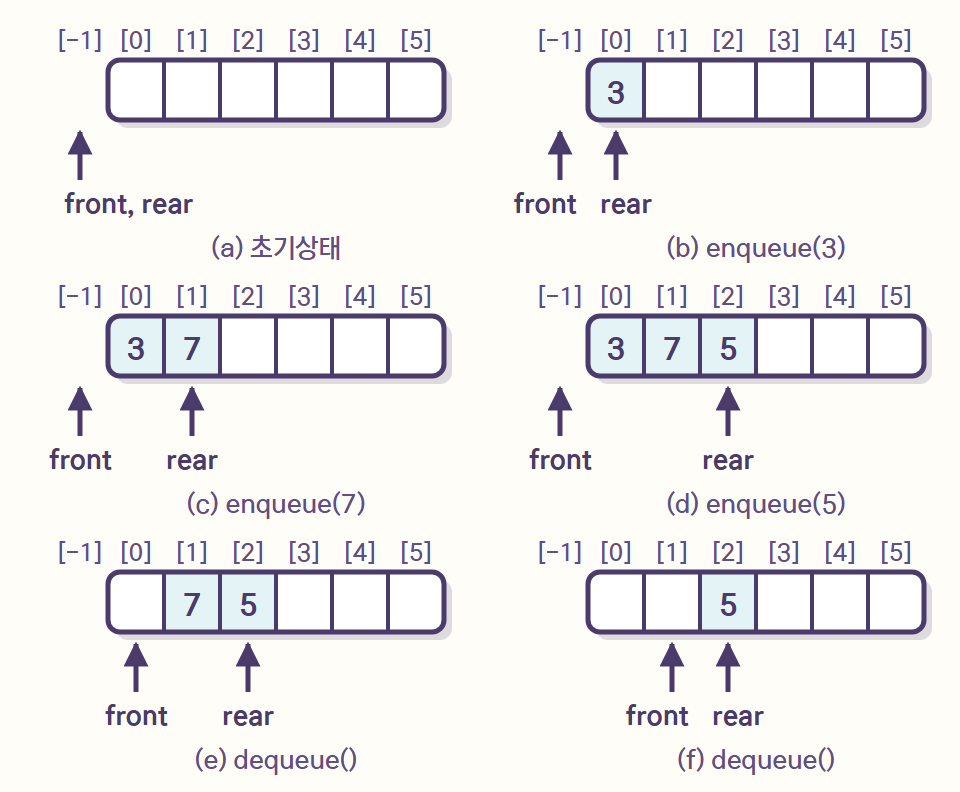 [−1] [0] [1] [2] [3] [4] [5]
front, rear
(a) 초기상태
[−1] [0] [1] [2] [3] [4] [5]
3
front rear
(b) enqueue(3)
[−1] [0] [1] [2] [3] [4] [5]
3 7
front rear
(c) enqueue(7)
[−1] [0] [1] [2] [3] [4] [5]
3 7 5
front rear
(d) enqueue(5)
[−1] [0] [1] [2] [3] [4] [5]
7 5
front rear
(e) dequeue()
[−1] [0] [1] [2] [3] [4] [5]
5
front rear
(f) dequeue()